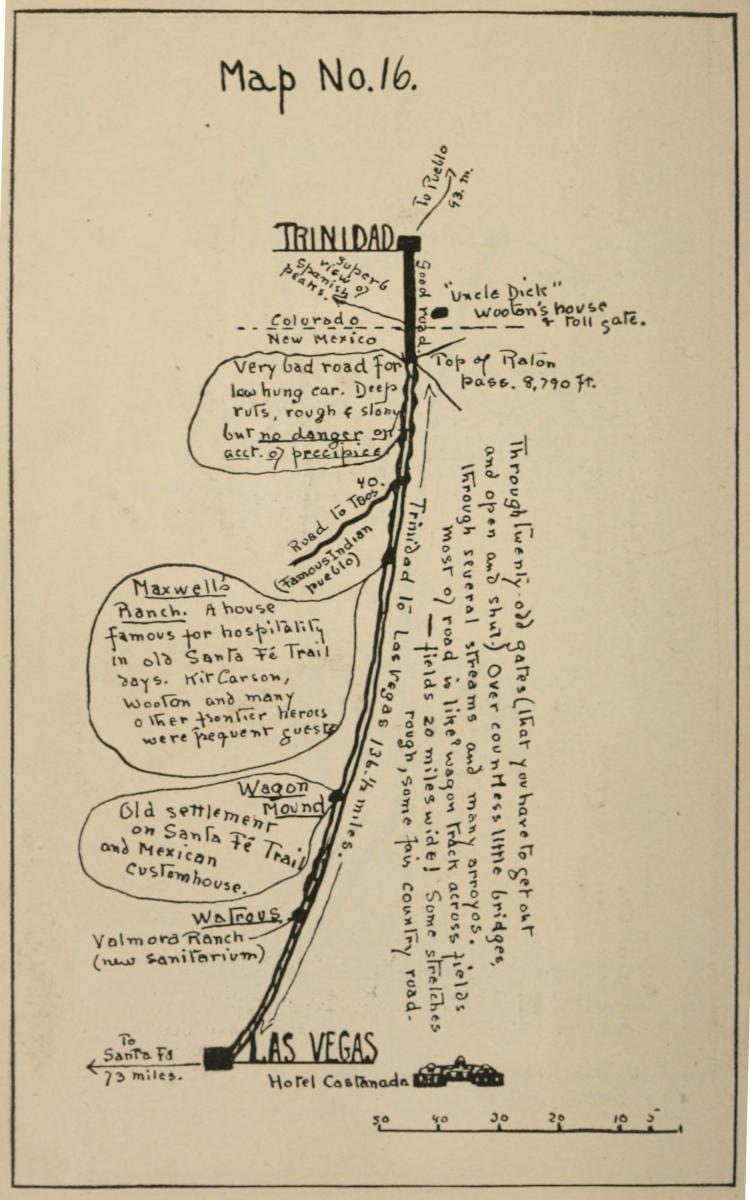 Map No. 16.
To Pueblo
93. m.
TRINIDAD
Superb
view of
Spanish
peaks.
Good road.
"Uncle Dick"
Wooton's house
& toll gate.
Colorado
New Mexico
Top of Raton
pass. 8,790 ft.
Very bad road for
low hung car. Deep
ruts, rough & stony
but no danger on
acct. of precipice
40.
Road to Taos
(Famous Indian
pueblo)
Trinidad to Las Vegas 136.½ miles.
Through twenty-odd gates (that you have to get out
and open and shut.) Over countless little bridges,
through several streams and many arroyos.
most of road is like wagon track across fields
— fields 20 miles wide! Some stretches
rough, some fair country road.
Maxwell's
Ranch. A house
famous for hospitality
in old Santa Fé Trail
days. Kit Carson,
Wooton and many
other frontier heroes
were frequent guests
Wagon
Mound
Old settlement
on Santa Fé Trail
and Mexican
Customhouse.
Watrous
Valmora Ranch
(new sanitarium)
To
Santa Fé
73 miles.
LAS VEGAS
Hotel Castanada
50 40 30 20 10 5